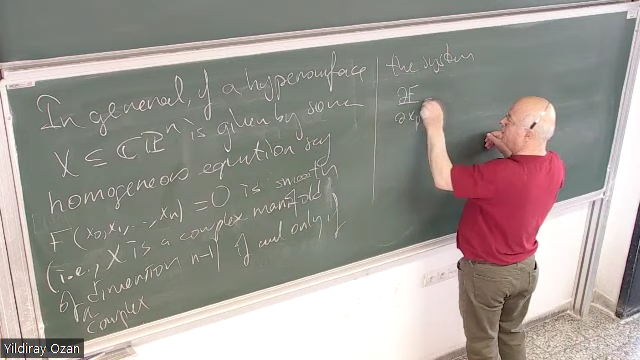 In general, if a hypersurface
X ⊆ ℂℙⁿ is given by some
homogeneous equation say
F(x₀, x₁, ..., xₙ) = 0 is smooth
(i.e., X is a complex manifold
of dimension n-1) if and only if
complex
the system
∂F
∂x₀
Yildiray Ozan